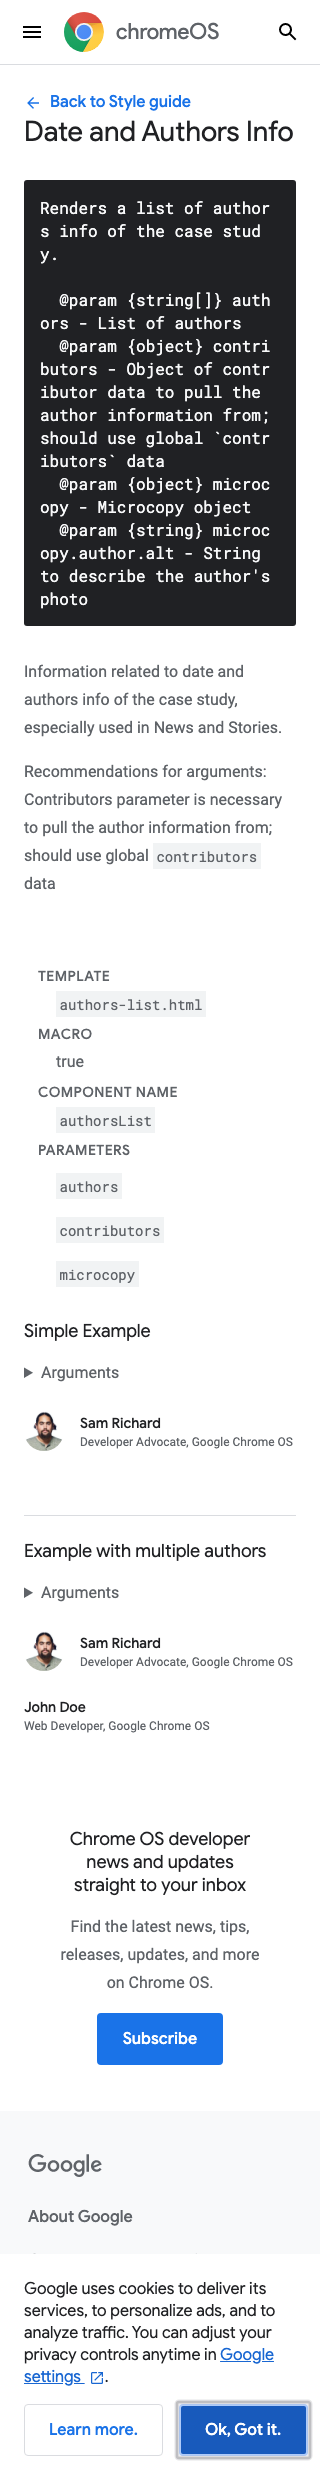 chromeOS
Back to Style guide
Date and Authors Info
Renders a list of author
s info of the case stud
y.
@param {string[]} auth
ors - List of authors
@param {object} contri
butors - Object of contr
ibutor data to pull the
author information from;
should use global `contr
ibutors` data
@param {object} microc
opy - Microcopy object
@param {string} microc
opy.author.alt - String
to describe the author's
photo
Information related to date and
authors info of the case study,
especially used in News and Stories.
Recommendations for arguments:
Contributors parameter is necessary
to pull the author information from;
should use global contributors
data
TEMPLATE
authors-list.html
MACRO
true
COMPONENT NAME
authorsList
PARAMETERS
authors
contributors
microcopy
Simple Example
Arguments
Sam Richard
Developer Advocate, Google Chrome OS
Example with multiple authors
Arguments
Sam Richard
Developer Advocate, Google Chrome OS
John Doe
Web Developer, Google Chrome OS
Chrome OS developer
news and updates
straight to your inbox
Find the latest news, tips,
releases, updates, and more
on Chrome OS.
Subscribe
Google
About Google
Google uses cookies to deliver its
services, to personalize ads, and to
analyze traffic. You can adjust your
privacy controls anytime in Google
settings .
Learn more.
Ok, Got it.